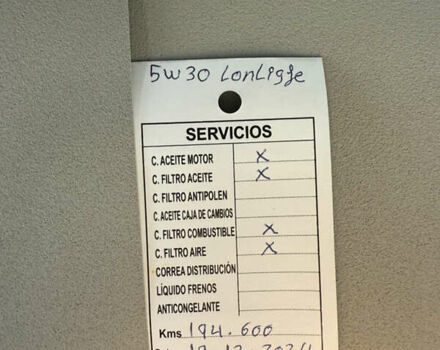 5W30 LonLigfe
SERVICIOS
C. ACEITE MOTOR X
C. FILTRO ACEITE X
C. FILTRO ANTIPOLEN
C. ACEITE CAJA DE CAMBIOS
C. FILTRO COMBUSTIBLE X
C. FILTRO AIRE X
CORREA DISTRIBUCIÓN
LÍQUIDO FRENOS
ANTICONGELANTE
Kms 194.600